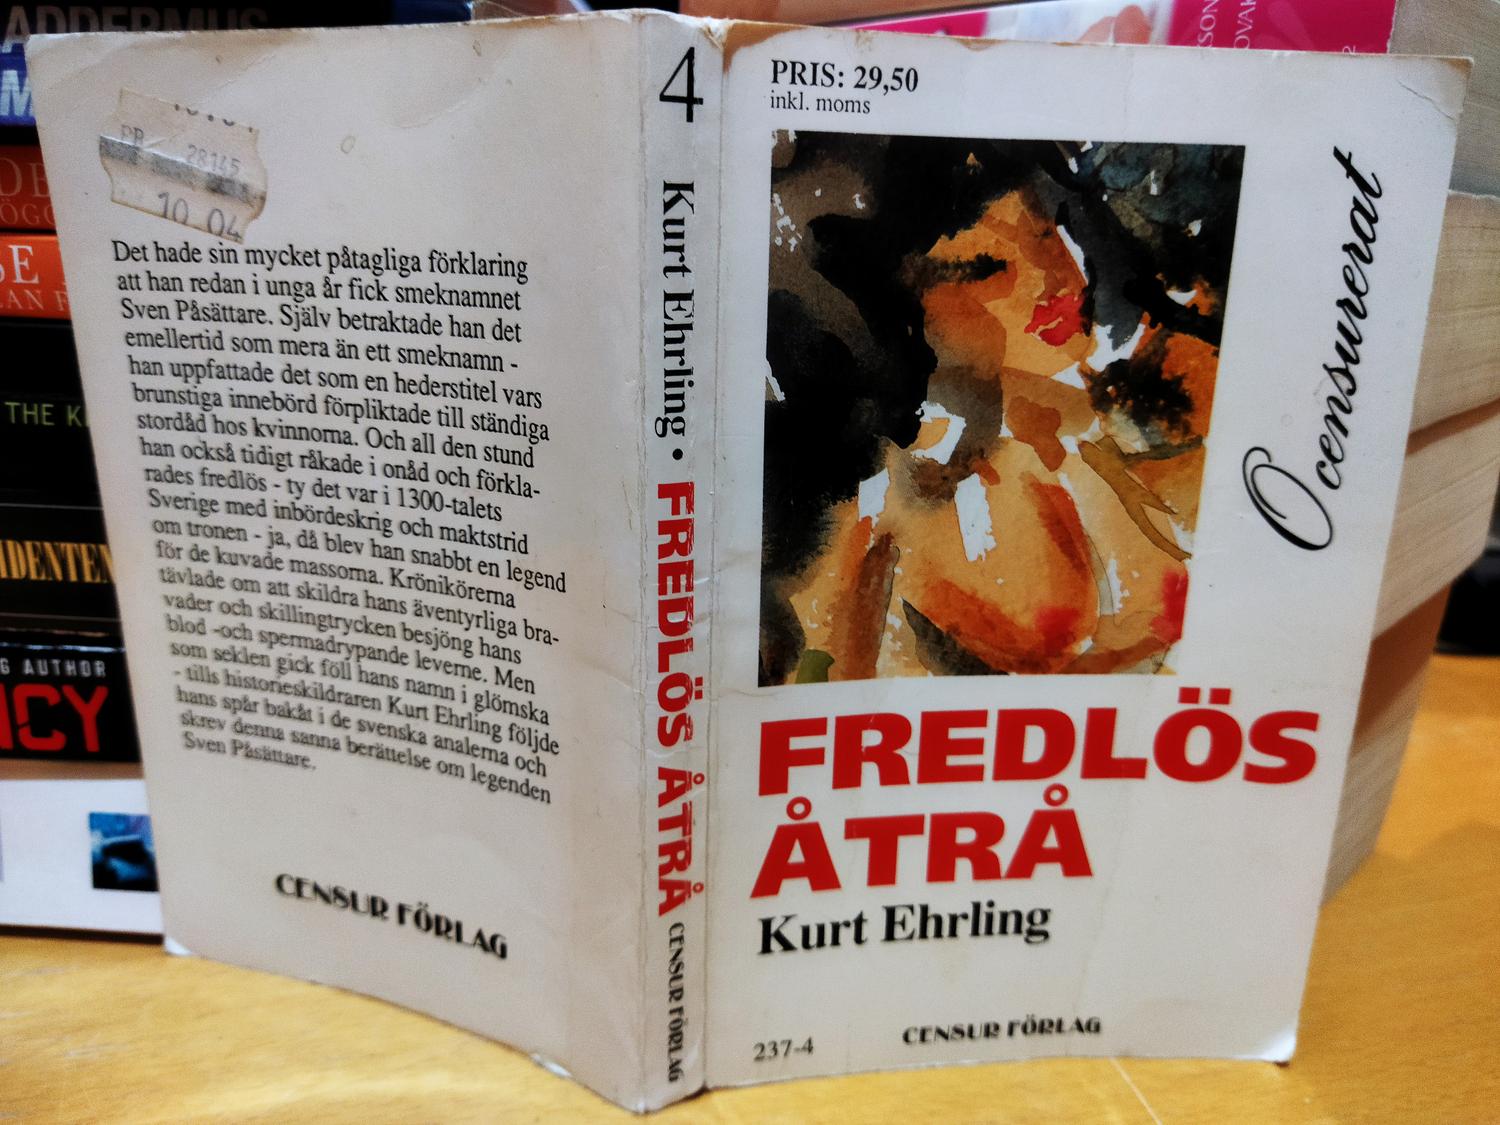 PR 28145
10 04
Det hade sin mycket påtagliga förklaring
att han redan i unga år fick smeknamnet
Sven Påsättare. Själv betraktade han det
emellertid som mera än ett smeknamn -
han uppfattade det som en hederstitel vars
brunstiga innebörd förpliktade till ständiga
stordåd hos kvinnorna. Och all den stund
han också tidigt råkade i onåd och förkla-
rades fredlös - ty det var i 1300-talets
Sverige med inbördeskrig och maktstrid
om tronen - ja, då blev han snabbt en legend
för de kuvade massorna. Krönikörerna
tävlade om att skildra hans äventyrliga bra-
vader och skillingtrycken besjöng hans
blod -och spermadrypande leverne. Men
som seklen gick föll hans namn i glömska
- tills historieskildraren Kurt Ehrling följde
hans spår bakåt i de svenska analerna och
skrev denna sanna berättelse om legenden
Sven Påsättare.
CENSUR FÖRLAG
4
Kurt Ehrling • FREDLÖS ÅTRÅ CENSUR FÖRLAG
PRIS: 29,50
inkl. moms
Ocensurerat
FREDLÖS
ÅTRÅ
Kurt Ehrling
237-4
CENSUR FÖRLAG
THE
IDENTEN
AUTHOR